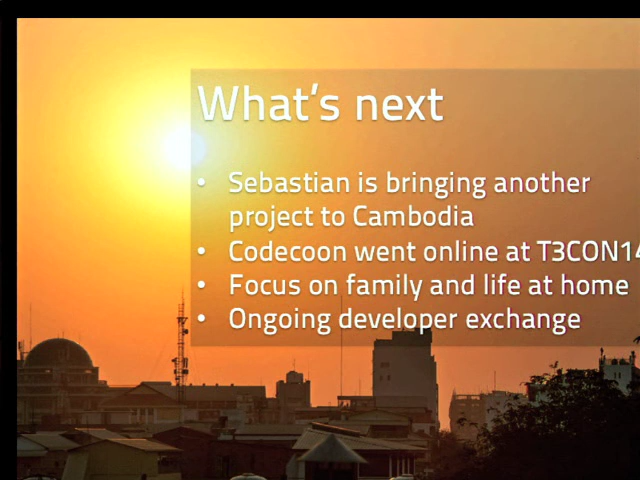 What's next
• Sebastian is bringing another
project to Cambodia
• Codecoon went online at T3CON14
• Focus on family and life at home
• Ongoing developer exchange